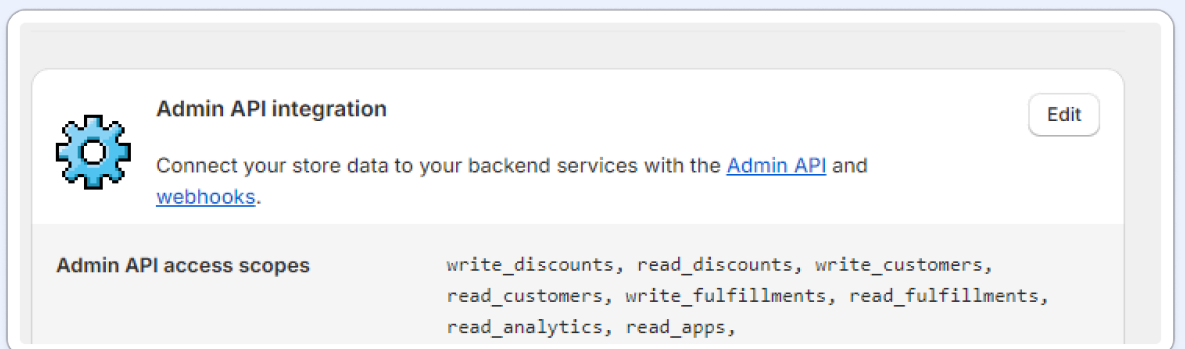 Admin API integration
Edit
Connect your store data to your backend services with the Admin API and
webhooks.
Admin API access scopes
write_discounts, read_discounts, write_customers,
read_customers, write_fulfillments, read_fulfillments,
read_analytics, read_apps,